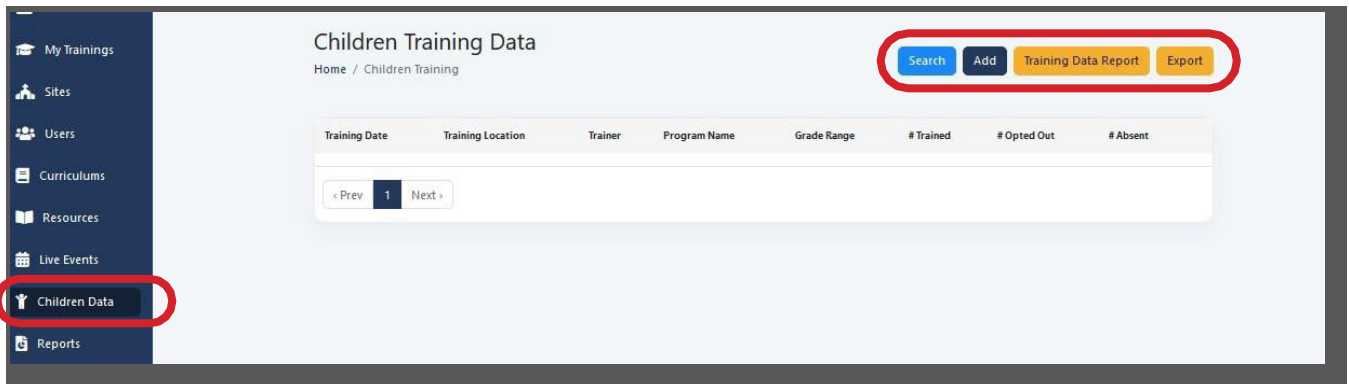 My Trainings
Sites
Users
Curriculums
Resources
Live Events
Children Data
Reports
Children Training Data
Home / Children Training
Search Add Training Data Report Export
Training Date Training Location Trainer Program Name Grade Range # Trained # Opted Out # Absent
‹ Prev 1 Next ›